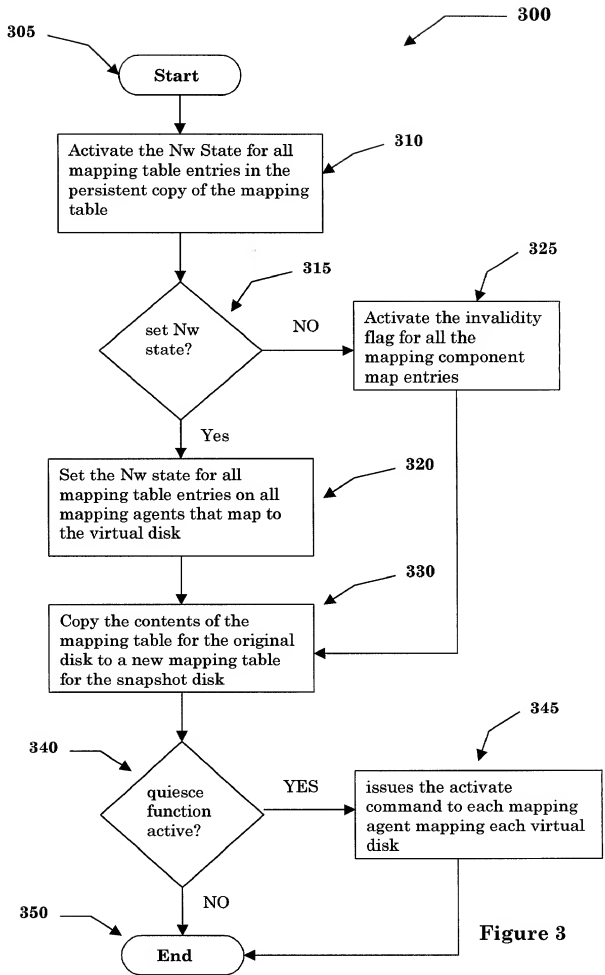 300
305
Start
310
Activate the Nw State for all
mapping table entries in the
persistent copy of the mapping
table
315
325
set Nw
state?
NO
Activate the invalidity
flag for all the
mapping component
map entries
Yes
320
Set the Nw state for all
mapping table entries on all
mapping agents that map to
the virtual disk
330
Copy the contents of the
mapping table for the original
disk to a new mapping table
for the snapshot disk
340
345
quiesce
function
active?
YES
issues the activate
command to each mapping
agent mapping each virtual
disk
NO
350
End
Figure 3